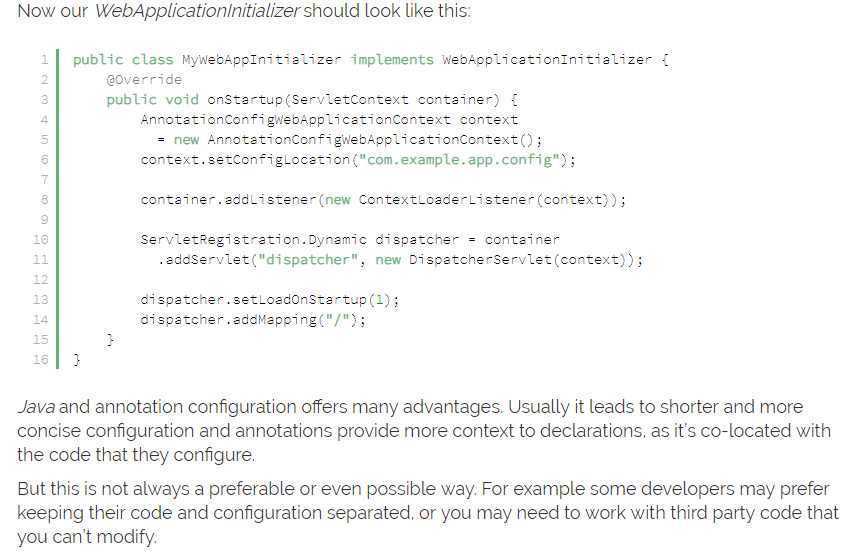 Now our WebApplicationInitializer should look like this:
1 public class MyWebAppInitializer implements WebApplicationInitializer {
2 @Override
3 public void onStartup(ServletContext container) {
4 AnnotationConfigWebApplicationContext context
5 = new AnnotationConfigWebApplicationContext();
6 context.setConfigLocation("com.example.app.config");
7
8 container.addListener(new ContextLoaderListener(context));
9
10 ServletRegistration.Dynamic dispatcher = container
11 .addServlet("dispatcher", new DispatcherServlet(context));
12
13 dispatcher.setLoadOnStartup(1);
14 dispatcher.addMapping("/");
15 }
16 }
Java and annotation configuration offers many advantages. Usually it leads to shorter and more
concise configuration and annotations provide more context to declarations, as it's co-located with
the code that they configure.
But this is not always a preferable or even possible way. For example some developers may prefer
keeping their code and configuration separated, or you may need to work with third party code that
you can't modify.